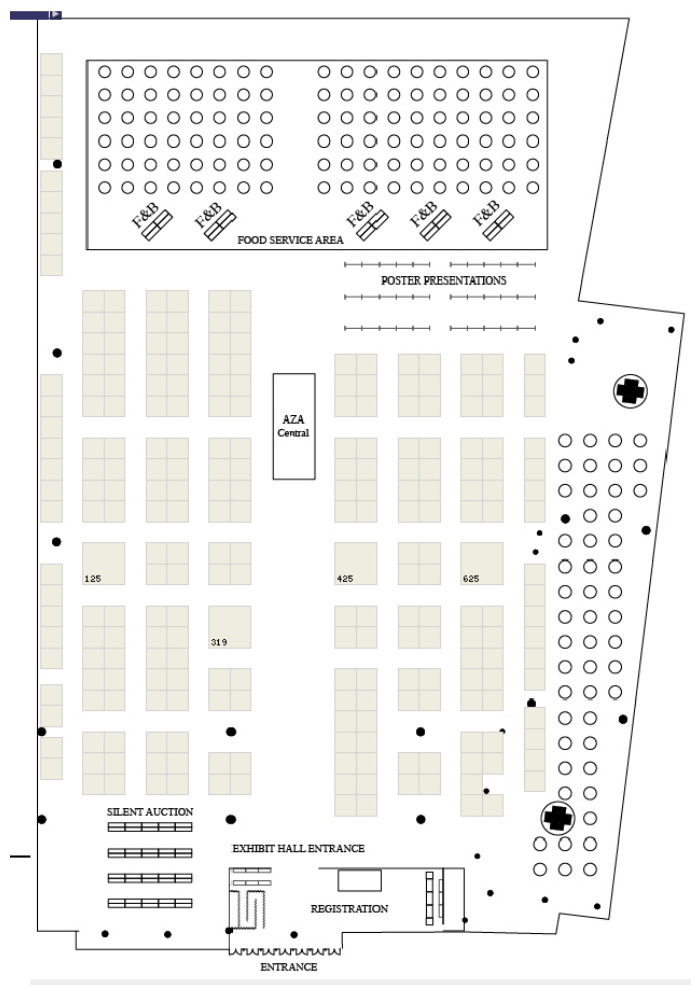 F&B
F&B
F&B
F&B
F&B
FOOD SERVICE AREA
POSTER PRESENTATIONS
AZA
Central
125
425
625
319
SILENT AUCTION
EXHIBIT HALL ENTRANCE
REGISTRATION
ENTRANCE